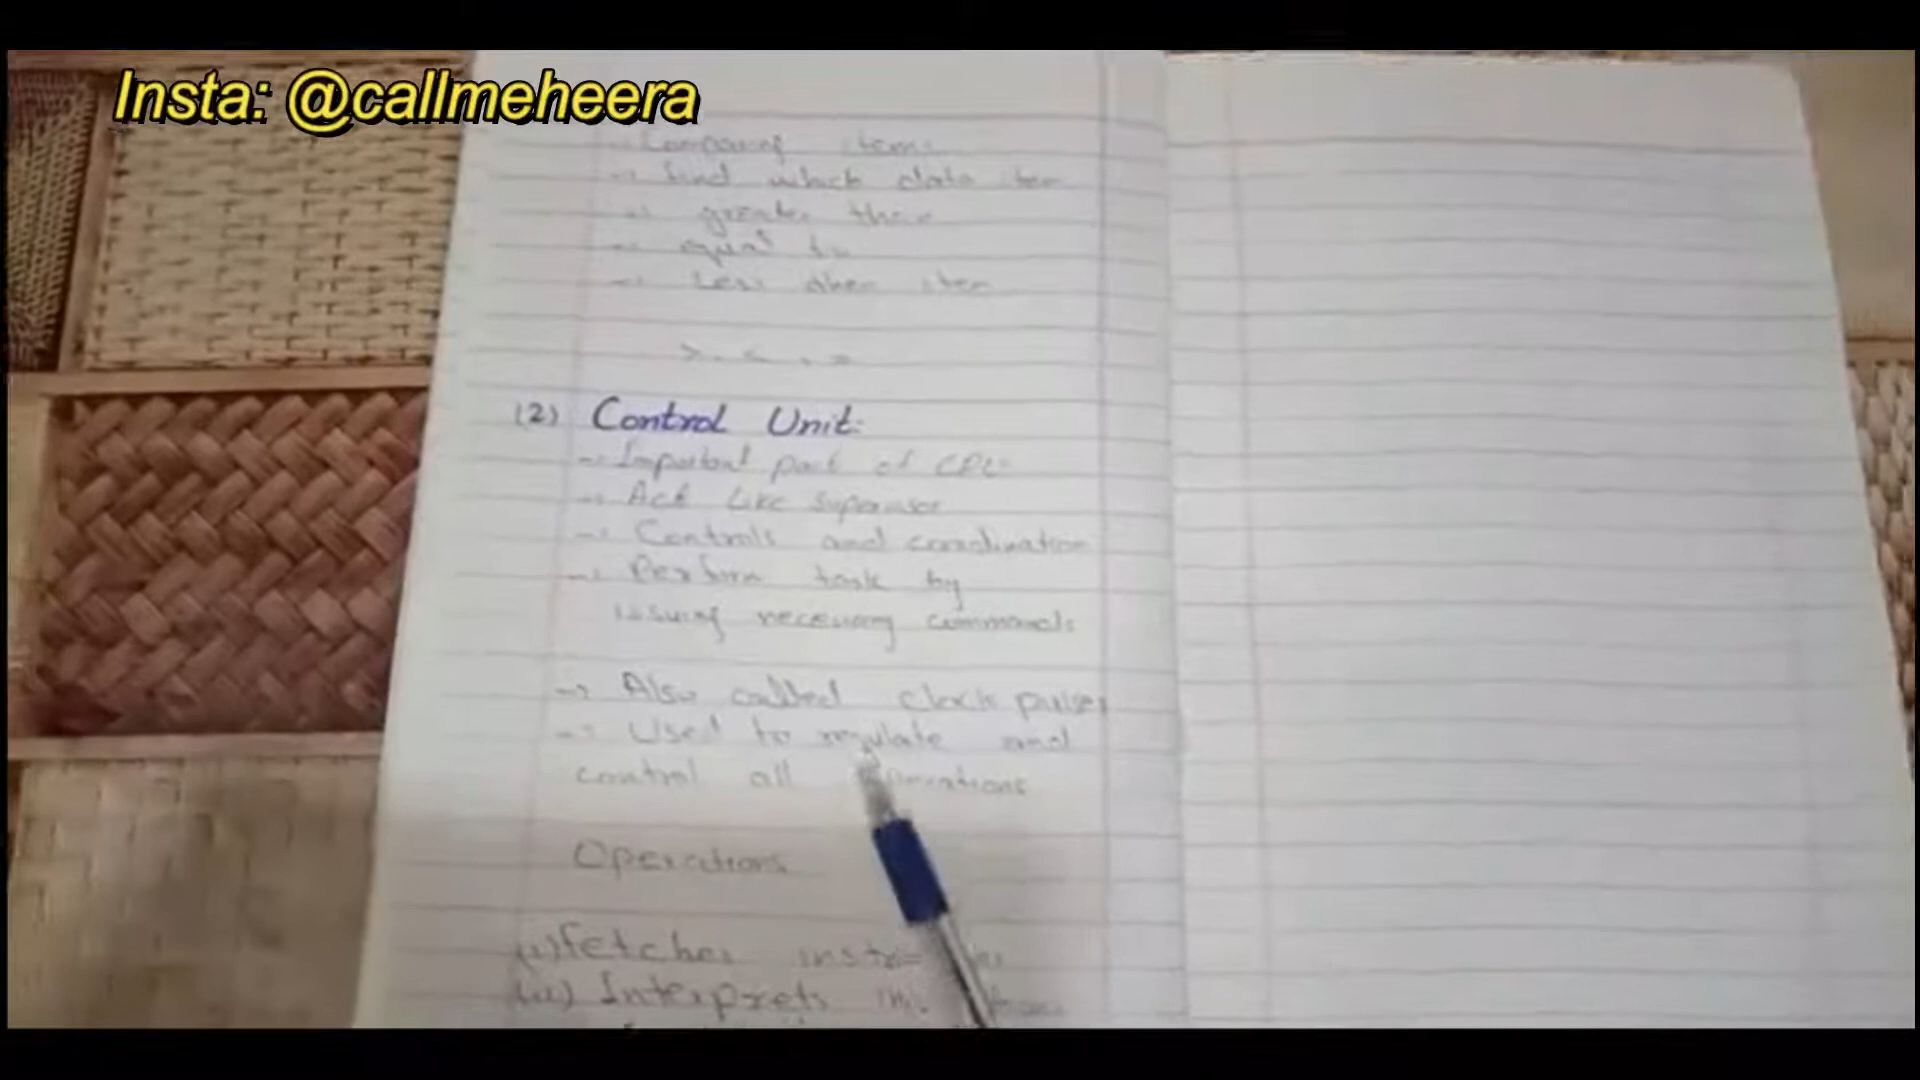 Insta: @callmeheera
Comparing items
→ find which data item
→ greater than
→ equal to
→ Less then item
> . < . =
(2) Control Unit:
→ Important part of CPU
→ Act Like Supervisor
→ Controls and coordination
→ Perform task by
issuing necessary commands
→ Also called clock pulses
→ Used to regulate and
control all operations
Operations
(i) Fetches
(ii) Interprets